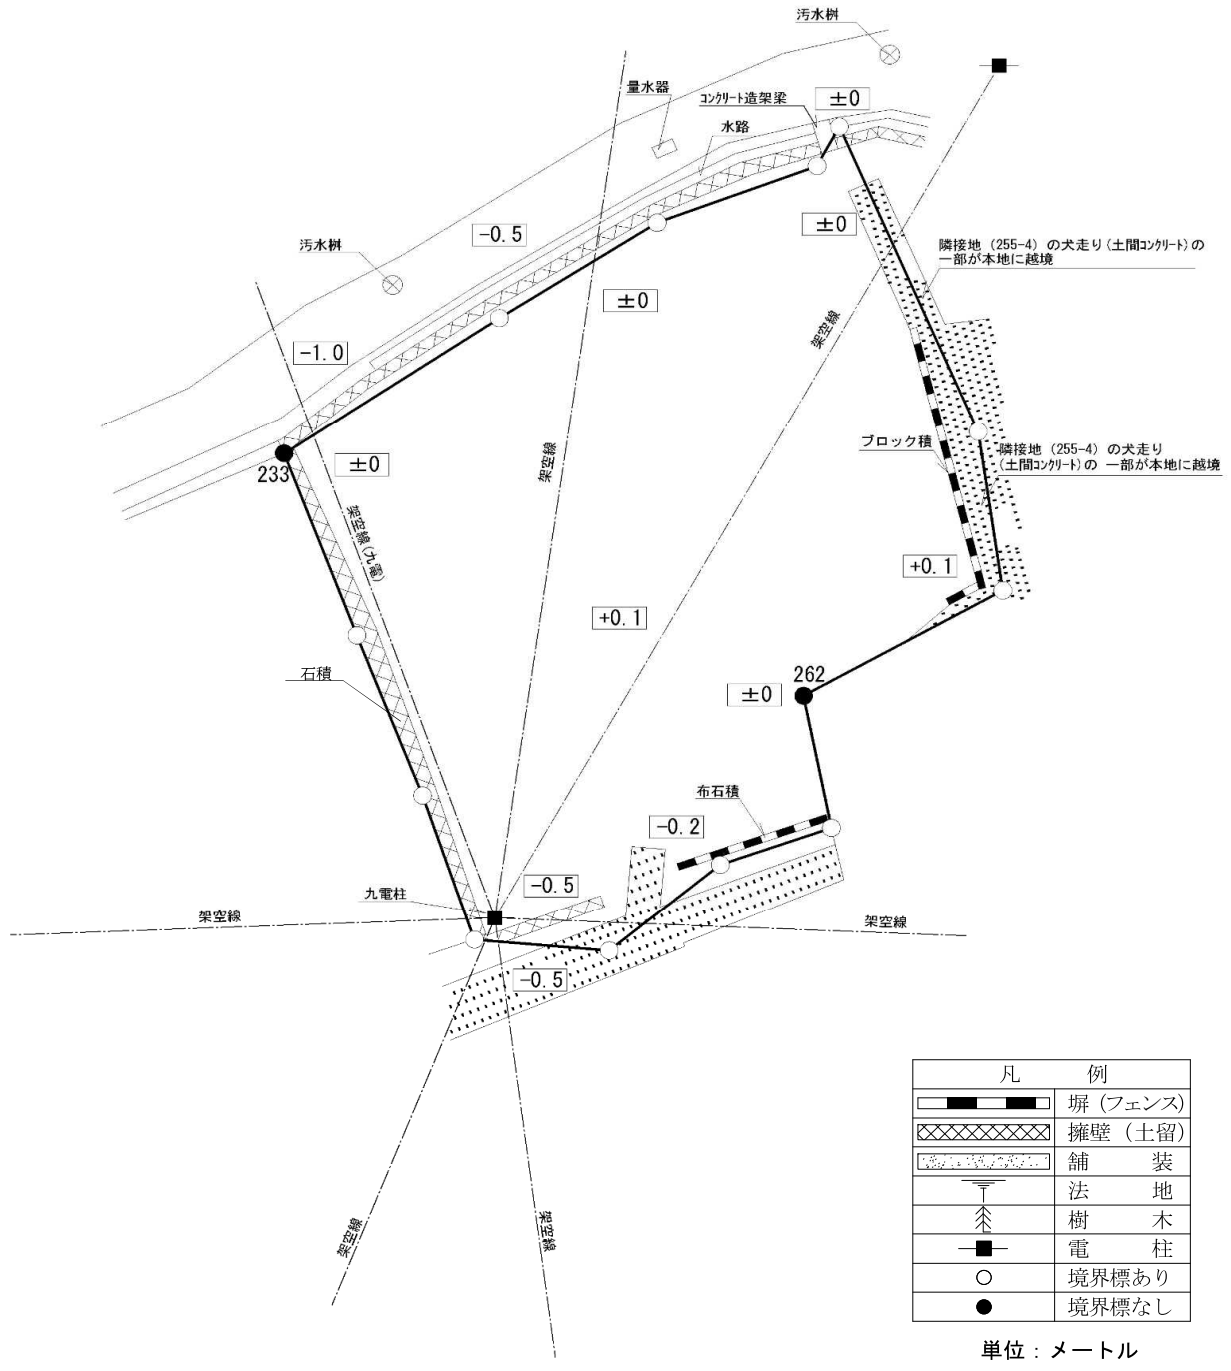 汚水桝
量水器
コンクリート造架梁
±0
水路
-0.5
±0
汚水桝
隣接地（255-4）の犬走り（土間コンクリート）の
一部が本地に越境
±0
架空線
-1.0
ブロック積
架空線
隣接地（255-4）の犬走り
（土間コンクリート）の 一部が本地に越境
233
±0
架空線（九電）
+0.1
+0.1
石積
262
±0
布石積
-0.2
九電柱
-0.5
架空線
架空線
-0.5
架空線
架空線
凡 例
塀（フェンス）
擁壁（土留）
舗 装
法 地
樹 木
電 柱
境界標あり
境界標なし
単位：メートル